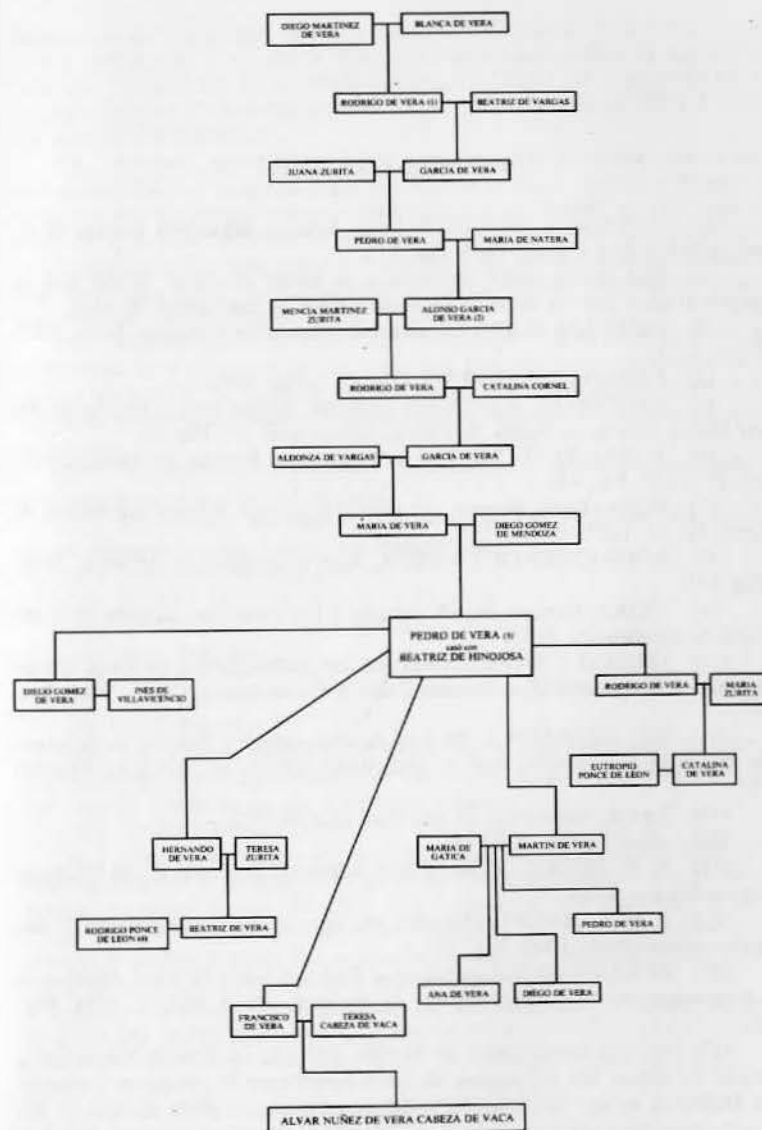 DIEGO MARTINEZ
DE VERA
BLANCA DE VERA
RODRIGO DE VERA (1)
BEATRIZ DE VARGAS
JUANA ZURITA
GARCIA DE VERA
PEDRO DE VERA
MARIA DE NATERA
MENCIA MARTINEZ
ZURITA
ALONSO GARCIA
DE VERA (2)
RODRIGO DE VERA
CATALINA CORNEL
ALDONZA DE VARGAS
GARCIA DE VERA
MARIA DE VERA
DIEGO GOMEZ
DE MENDOZA
PEDRO DE VERA (3)
casó con
BEATRIZ DE HINOJOSA
DIEGO GOMEZ
DE VERA
INES DE
VILLAVICENCIO
RODRIGO DE VERA
MARIA
ZURITA
EUTROPIO
PONCE DE LEON
CATALINA
DE VERA
HERNANDO
DE VERA
TERESA
ZURITA
MARIA DE
GATICA
MARTIN DE VERA
RODRIGO PONCE
DE LEON (4)
BEATRIZ DE VERA
PEDRO DE VERA
ANA DE VERA
DIEGO DE VERA
FRANCISCO
DE VERA
TERESA
CABEZA DE VACA
ALVAR NUÑEZ DE VERA CABEZA DE VACA